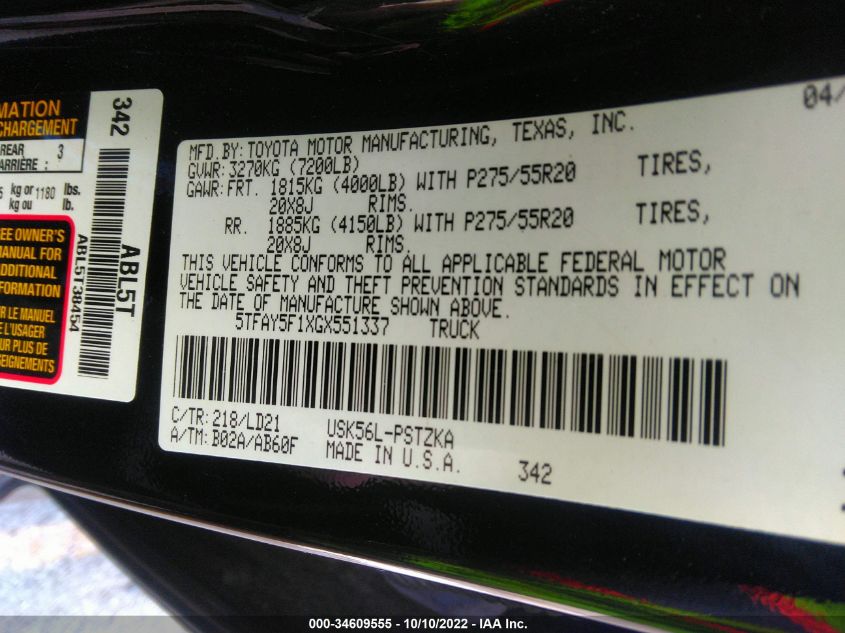 MATION
CHARGEMENT
REAR
ARRIÈRE : 3
kg or 1180 lbs.
kg ou lb.
EE OWNER'S
MANUAL FOR
ADDITIONAL
FORMATION
R LE MANUEL
L'USAGER
UR PLUS DE
SEIGNEMENTS
342
ABL5T
ABL5T38454
04/
MFD.BY:TOYOTA MOTOR MANUFACTURING, TEXAS, INC.
GVWR:3270KG (7200LB)
GAWR:FRT. 1815KG (4000LB) WITH P275/55R20 TIRES,
20X8J RIMS.
RR. 1885KG (4150LB) WITH P275/55R20 TIRES,
20X8J RIMS.
THIS VEHICLE CONFORMS TO ALL APPLICABLE FEDERAL MOTOR
VEHICLE SAFETY AND THEFT PREVENTION STANDARDS IN EFFECT ON
THE DATE OF MANUFACTURE SHOWN ABOVE.
5TFAY5F1XGX551337 TRUCK
C/TR:218/LD21 USK56L-PSTZKA
A/TM:B02A/AB60F MADE IN U.S.A. 342
000-34609555 - 10/10/2022 - IAA Inc.